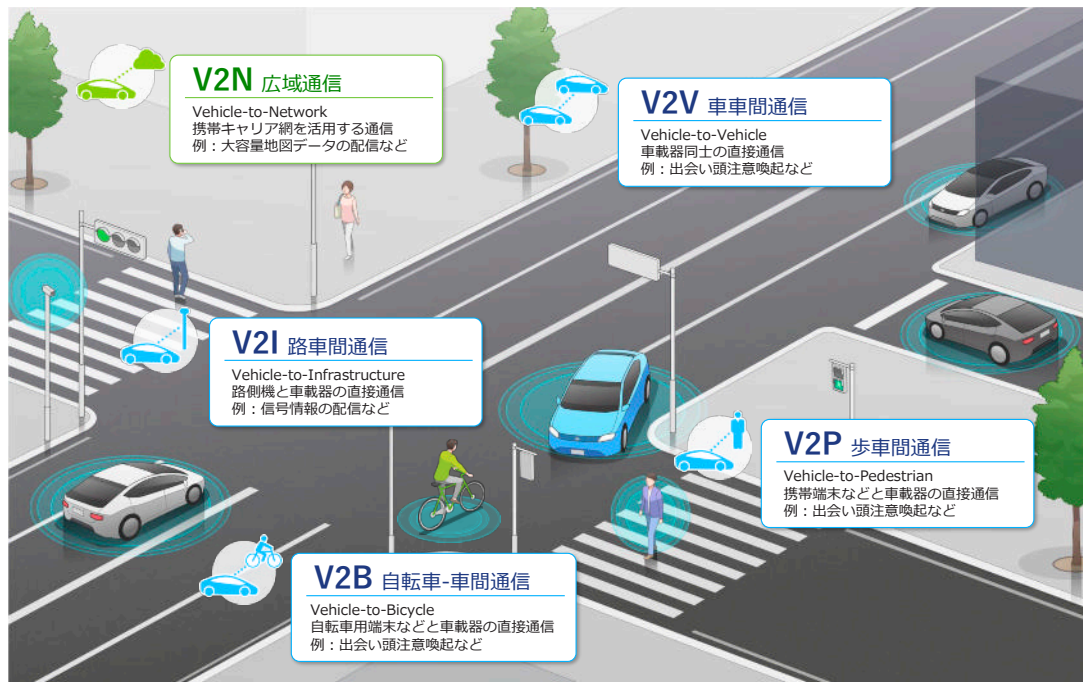 V2N 広域通信
Vehicle-to-Network
携帯キャリア網を活用する通信
例：大容量地図データの配信など
V2V 車車間通信
Vehicle-to-Vehicle
車載器同士の直接通信
例：出会い頭注意喚起など
V2I 路車間通信
Vehicle-to-Infrastructure
路側機と車載器の直接通信
例：信号情報の配信など
V2P 歩車間通信
Vehicle-to-Pedestrian
携帯端末などと車載器の直接通信
例：出会い頭注意喚起など
V2B 自転車-車間通信
Vehicle-to-Bicycle
自転車用端末などと車載器の直接通信
例：出会い頭注意喚起など